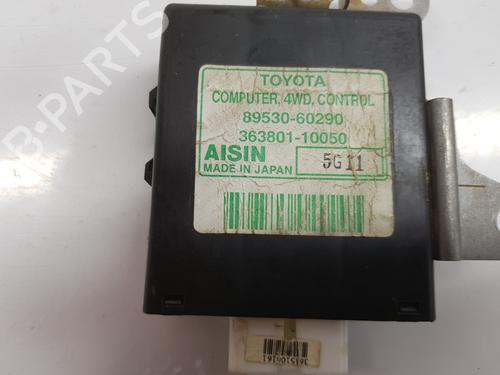 B-PARTS
TOYOTA
COMPUTER, 4WD, CONTROL
89530-60290
363801-10050
AISIN
MADE IN JAPAN
5G11